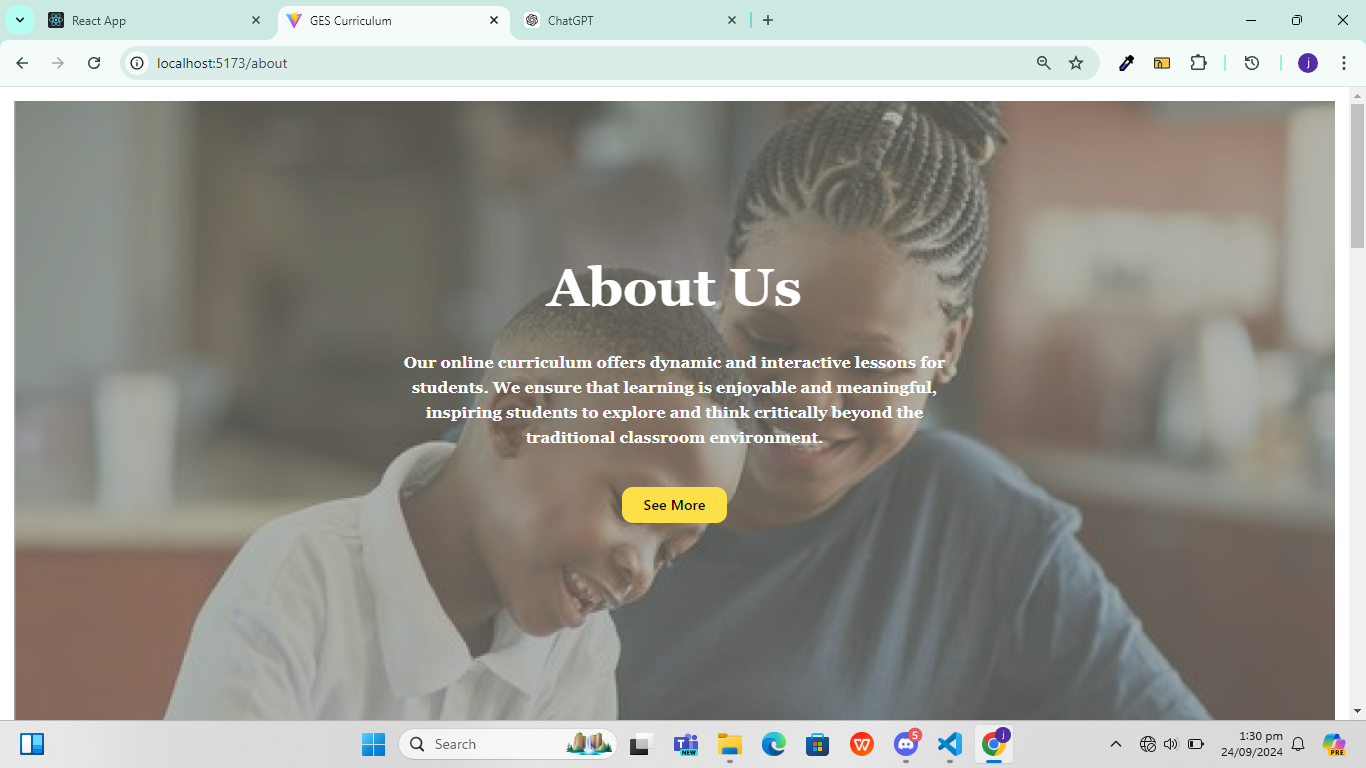 React App
GES Curriculum
ChatGPT
localhost:5173/about
j
About Us
Our online curriculum offers dynamic and interactive lessons for
students. We ensure that learning is enjoyable and meaningful,
inspiring students to explore and think critically beyond the
traditional classroom environment.
See More
Search
NEW
5
j
1:30 pm
24/09/2024
PRE